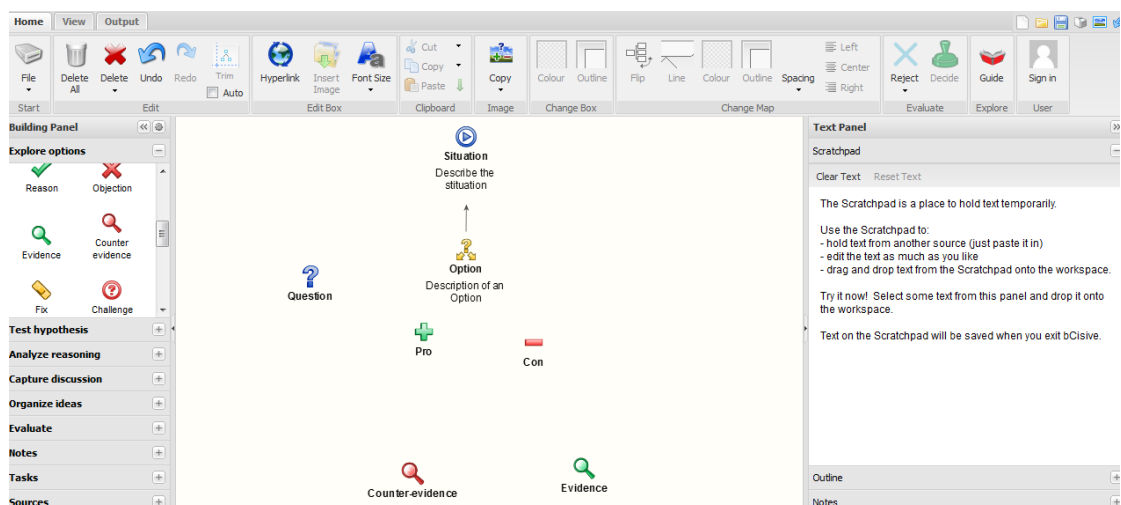 Home View Output
File Delete All Delete Undo Redo Trim Auto Hyperlink Insert Image Font Size Cut Copy Paste Copy Colour Outline Flip Line Colour Outline Spacing Left Center Right Reject Decide Guide Sign in
Start Edit Edit Box Clipboard Image Change Box Change Map Evaluate Explore User
Building Panel
Explore options
Reason Objection
Evidence Counter evidence
Fix Challenge
Test hypothesis
Analyze reasoning
Capture discussion
Organize ideas
Evaluate
Notes
Tasks
Sources
Situation
Describe the
stituation
Option
Description of an
Option
Question
Pro
Con
Counter-evidence
Evidence
Text Panel
Scratchpad
Clear Text Reset Text
The Scratchpad is a place to hold text temporarily.
Use the Scratchpad to:
- hold text from another source (just paste it in)
- edit the text as much as you like
- drag and drop text from the Scratchpad onto the workspace.
Try it now! Select some text from this panel and drop it onto
the workspace.
Text on the Scratchpad will be saved when you exit bCisive.
Outline
Notes